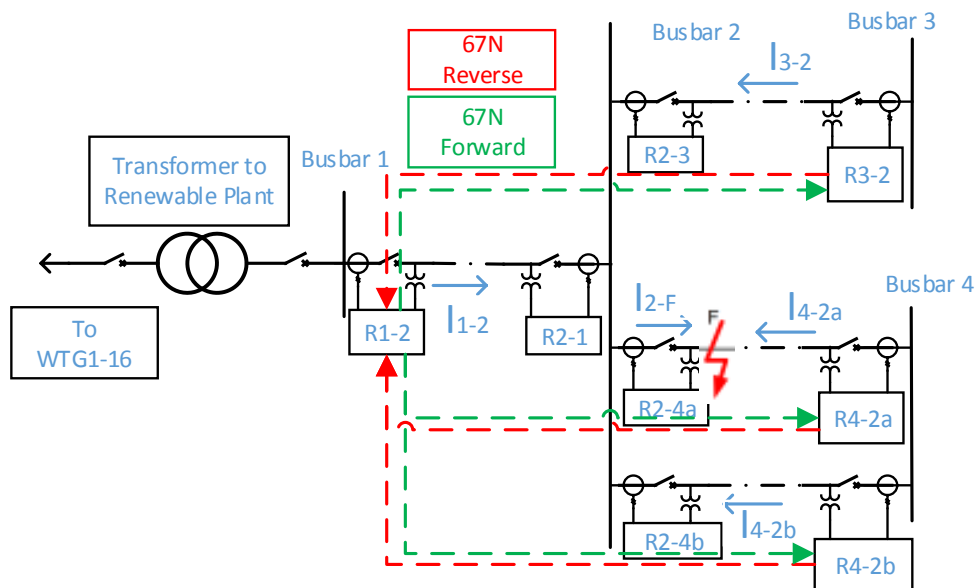 67N
Reverse
67N
Forward
Busbar 2
Busbar 3
I3-2
R2-3
R3-2
Transformer to
Renewable Plant
Busbar 1
To
WTG1-16
R1-2
I1-2
R2-1
Busbar 4
I2-F
F
I4-2a
R2-4a
R4-2a
I4-2b
R2-4b
R4-2b